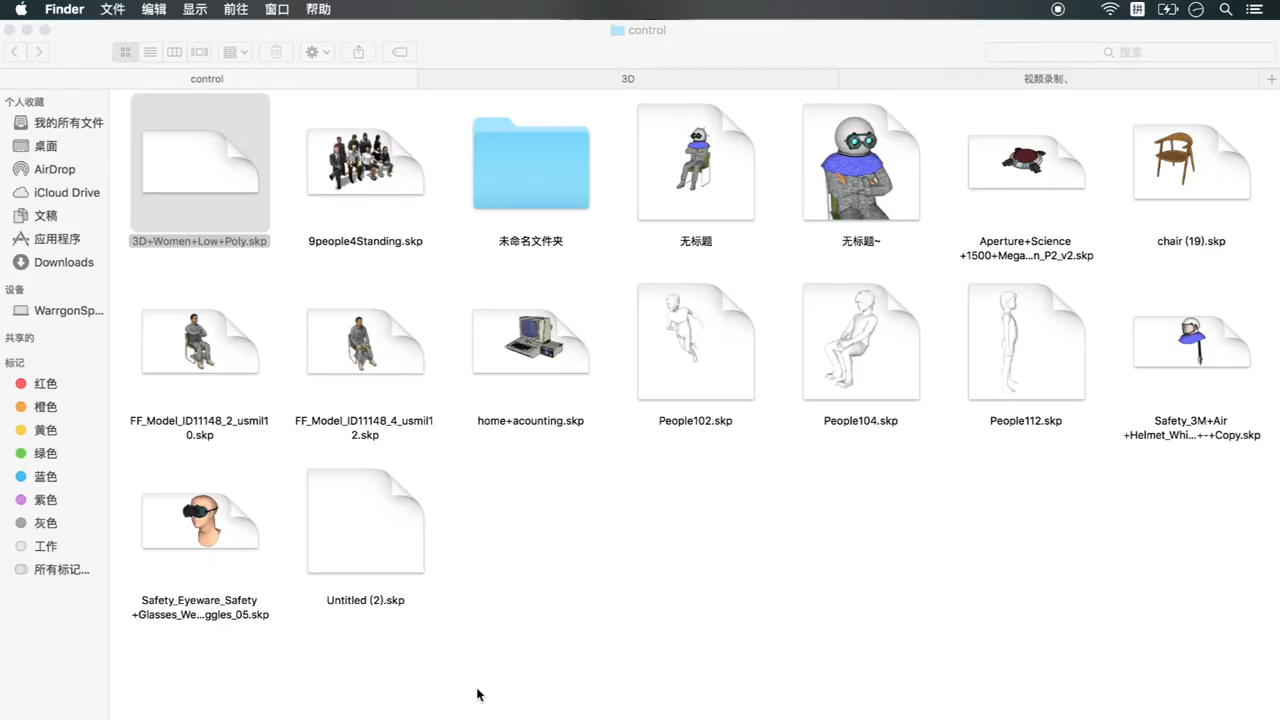 Finder 文件 编辑 显示 前往 窗口 帮助 拼
control
搜索
control 3D 视频录制、
个人收藏
我的所有文件
桌面
AirDrop
iCloud Drive
文稿
应用程序
Downloads
设备
WarrgonSp...
共享的
标记
红色
橙色
黄色
绿色
蓝色
紫色
灰色
工作
所有标记...
3D+Women+Low+Poly.skp
9people4Standing.skp
未命名文件夹
无标题
无标题~
Aperture+Science
+1500+Mega...n_P2_v2.skp
chair (19).skp
FF_Model_ID11148_2_usmil1
0.skp
FF_Model_ID11148_4_usmil1
2.skp
home+acounting.skp
People102.skp
People104.skp
People112.skp
Safety_3M+Air
+Helmet_Whi...+-+Copy.skp
Safety_Eyeware_Safety
+Glasses_We...ggles_05.skp
Untitled (2).skp